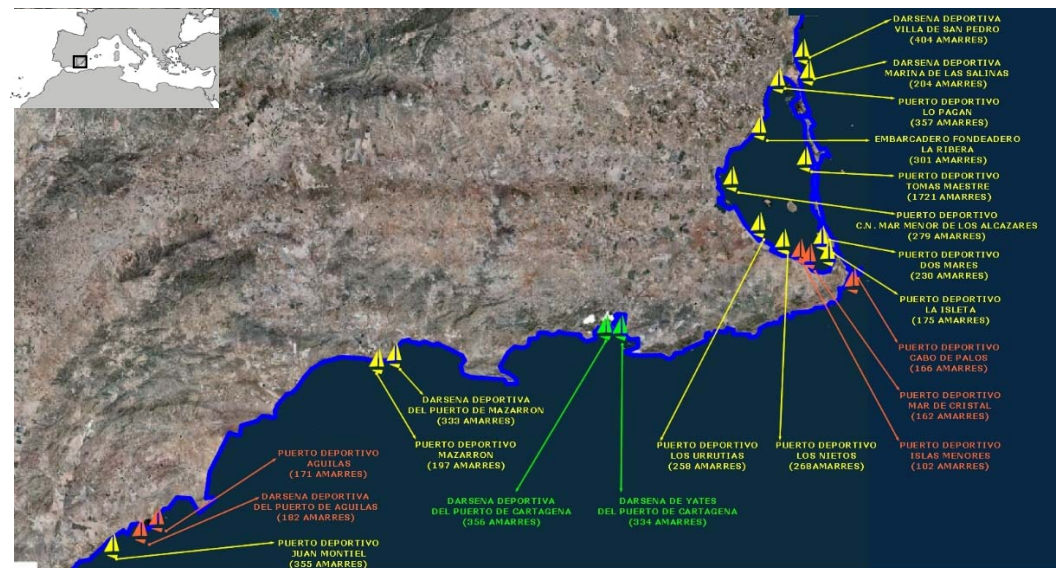 DARSENA DEPORTIVA
VILLA DE SAN PEDRO
(404 AMARRES)
DARSENA DEPORTIVA
MARINA DE LAS SALINAS
(204 AMARRES)
PUERTO DEPORTIVO
LO PAGAN
(357 AMARRES)
EMBARCADERO FONDEADERO
LA RIBERA
(301 AMARRES)
PUERTO DEPORTIVO
TOMAS MAESTRE
(1721 AMARRES)
PUERTO DEPORTIVO
C.N. MAR MENOR DE LOS ALCAZARES
(279 AMARRES)
PUERTO DEPORTIVO
DOS MARES
(230 AMARRES)
PUERTO DEPORTIVO
LA ISLETA
(175 AMARRES)
PUERTO DEPORTIVO
CABO DE PALOS
(166 AMARRES)
PUERTO DEPORTIVO
MAR DE CRISTAL
(162 AMARRES)
PUERTO DEPORTIVO
ISLAS MENORES
(102 AMARRES)
PUERTO DEPORTIVO
LOS NIETOS
(268AMARRES)
PUERTO DEPORTIVO
LOS URRUTIAS
(258 AMARRES)
DARSENA DE YATES
DEL PUERTO DE CARTAGENA
(334 AMARRES)
DARSENA DEPORTIVA
DEL PUERTO DE CARTAGENA
(356 AMARRES)
DARSENA DEPORTIVA
DEL PUERTO DE MAZARRON
(333 AMARRES)
PUERTO DEPORTIVO
MAZARRON
(197 AMARRES)
PUERTO DEPORTIVO
AGUILAS
(171 AMARRES)
DARSENA DEPORTIVA
DEL PUERTO DE AGUILAS
(182 AMARRES)
PUERTO DEPORTIVO
JUAN MONTIEL
(355 AMARRES)